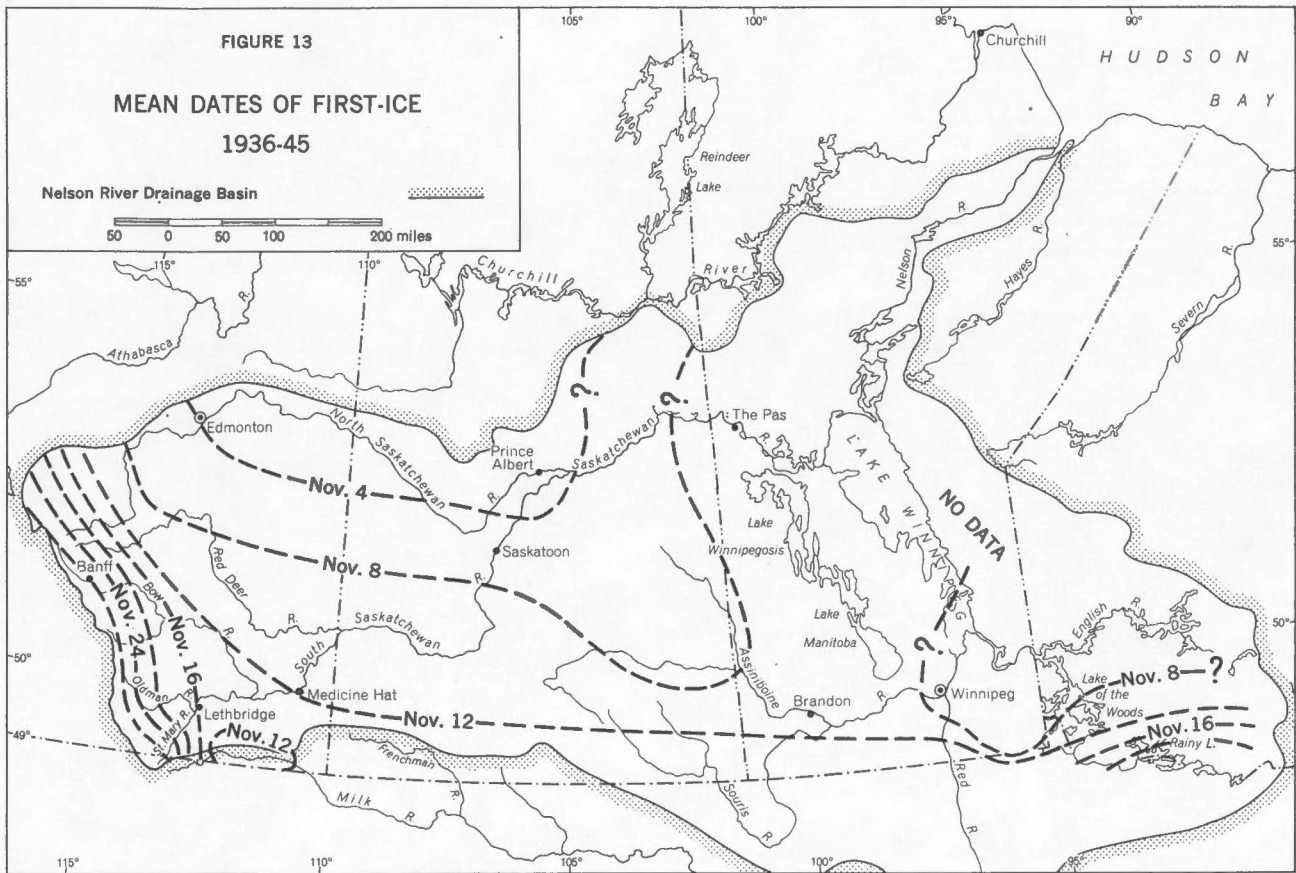 FIGURE 13
MEAN DATES OF FIRST-ICE
1936-45
Nelson River Drainage Basin
50 0 50 100 200 miles
105° 100° 95° 90°
Churchill
HUDSON
BAY
Reindeer
Lake
115° 110°
55°
Churchill River
R.
Nelson R.
Hayes R.
Severn R.
55°
Athabasca
?
?
Edmonton
North Saskatchewan R.
Prince
Albert
Saskatchewan R.
The Pas
Nov. 4
LAKE WINNIPEG
NO DATA
Lake
Winnipegosis
Saskatoon
Nov. 8
Banff
Bow R.
Red Deer R.
South Saskatchewan R.
Lake
Manitoba
English R.
50°
50°
Nov. 24
Nov. 16
Oldman R.
St. Mary R.
Lethbridge
Medicine Hat
Nov. 12
Nov. 12
Assiniboine R.
Brandon
?
Winnipeg
Lake
of the
Woods
Nov. 8 ?
Nov. 16
Rainy L.
49°
Frenchman R.
Milk R.
Souris R.
Red R.
115° 110° 105° 100° 95°